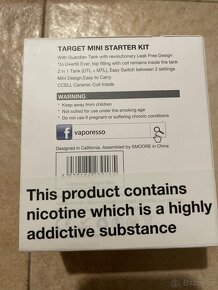 TARGET MINI STARTER KIT
With Guardian Tank with revolutionary Leak Free Design
No Overfill Ever, top filling with coil remains inside the tank
2 in 1 Tank (DTL + MTL), Easy Switch between 2 settings
Mini Design, Easy to Carry
CCELL Ceramic Coil Inside
WARNING
• Keep away from children
• Not suitable for use under the smoking age
• Do not use if pregnant or suffering chronic conditions
f vaporesso
Designed in California, Assembled by SMOORE in China
This product contains
nicotine which is a highly
addictive substance